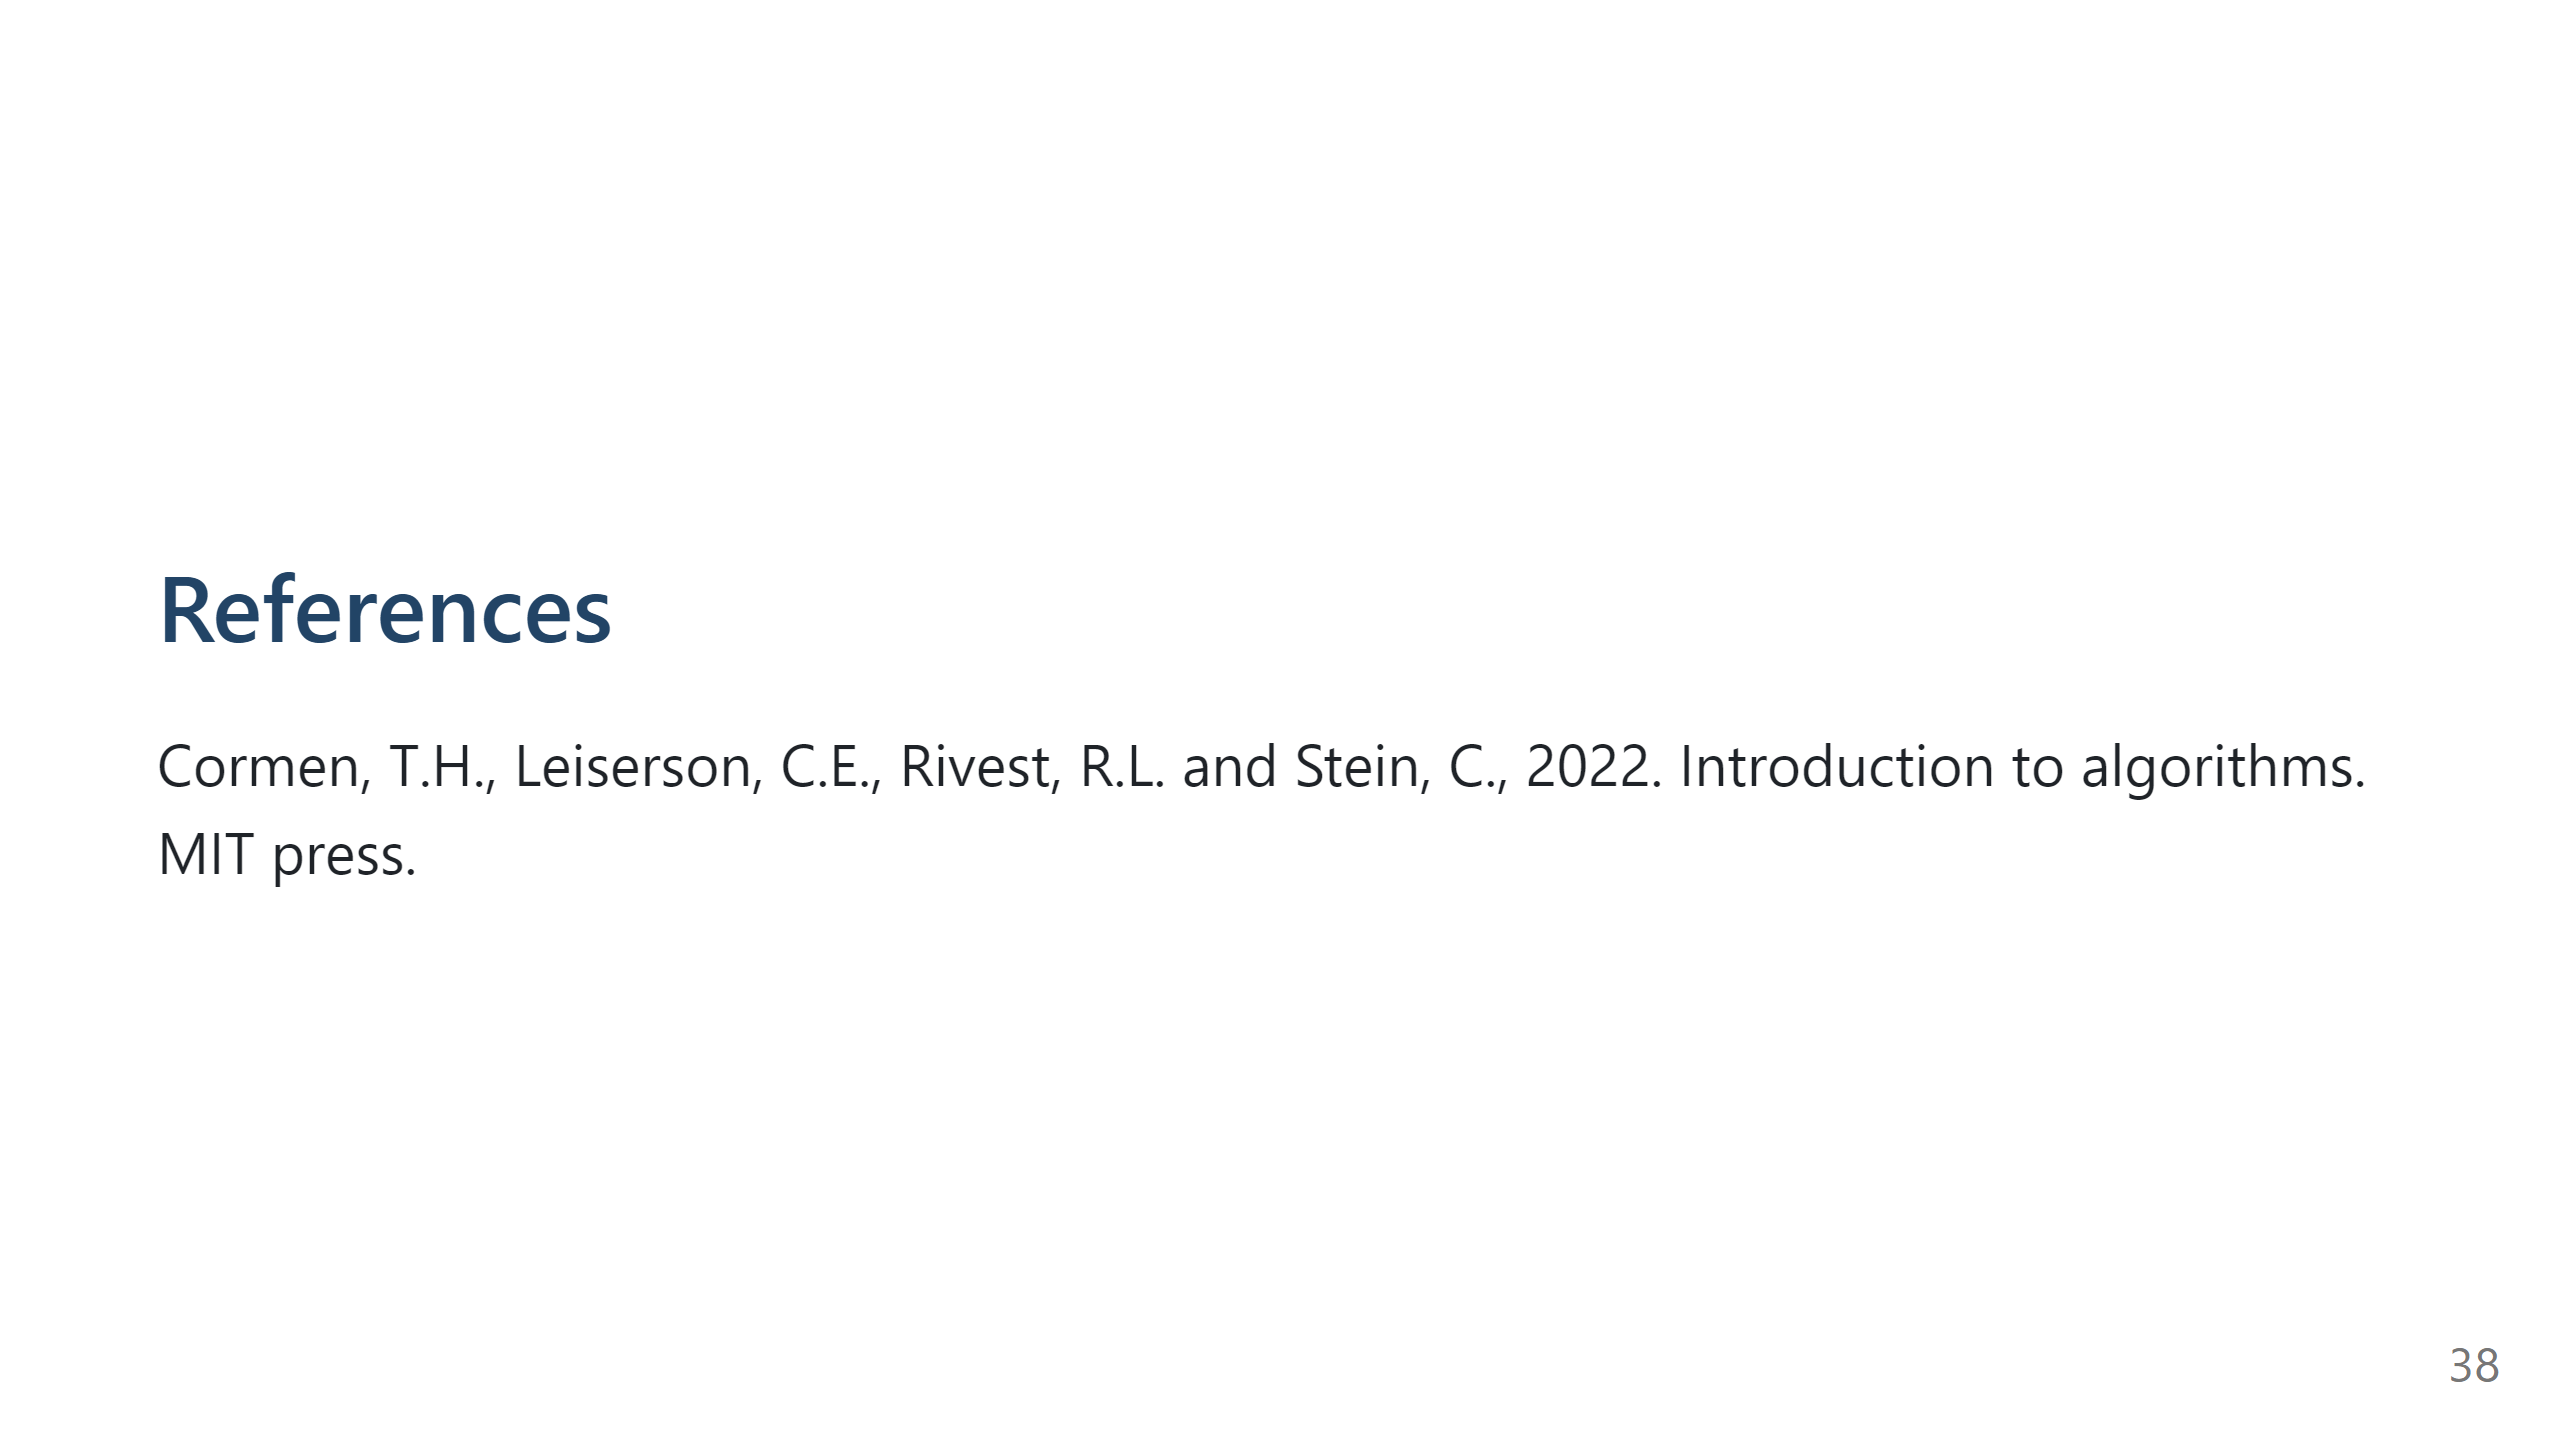 References
Cormen, T.H., Leiserson, C.E., Rivest, R.L. and Stein, C., 2022. Introduction to algorithms.
MIT press.
38